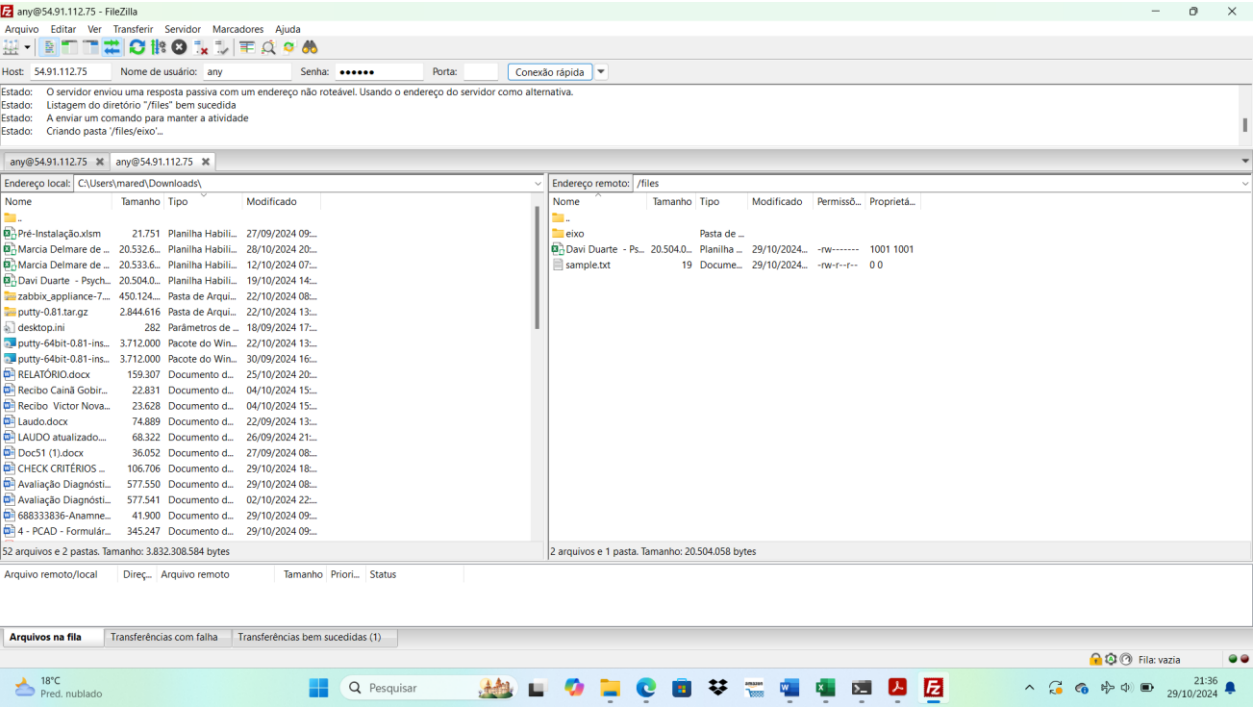 any@54.91.112.75 - FileZilla
Arquivo Editar Ver Transferir Servidor Marcadores Ajuda
Host: 54.91.112.75 Nome de usuário: any Senha: ●●●●●● Porta: Conexão rápida
Estado: O servidor enviou uma resposta passiva com um endereço não roteável. Usando o endereço do servidor como alternativa.
Estado: Listagem do diretório "/files" bem sucedida
Estado: A enviar um comando para manter a atividade
Estado: Criando pasta '/files/eixo'...
any@54.91.112.75 any@54.91.112.75
Endereço local: C:\Users\mared\Downloads\
Nome Tamanho Tipo Modificado
..
Pré-Instalação.xlsm 21.751 Planilha Habili... 27/09/2024 09:...
Marcia Delmare de ... 20.532.6... Planilha Habili... 28/10/2024 20:...
Marcia Delmare de ... 20.533.6... Planilha Habili... 12/10/2024 07:...
Davi Duarte - Psych... 20.504.0... Planilha Habili... 19/10/2024 14:...
zabbix_appliance-7.... 450.124.... Pasta de Arqui... 22/10/2024 08:...
putty-0.81.tar.gz 2.844.616 Pasta de Arqui... 22/10/2024 13:...
desktop.ini 282 Parâmetros de ... 18/09/2024 17:...
putty-64bit-0.81-ins... 3.712.000 Pacote do Win... 22/10/2024 13:...
putty-64bit-0.81-ins... 3.712.000 Pacote do Win... 30/09/2024 16:...
RELATÓRIO.docx 159.307 Documento d... 25/10/2024 20:...
Recibo Cainã Gobir... 22.831 Documento d... 04/10/2024 15:...
Recibo Victor Nova... 23.628 Documento d... 04/10/2024 15:...
Laudo.docx 74.889 Documento d... 22/09/2024 13:...
LAUDO atualizado.... 68.322 Documento d... 26/09/2024 21:...
Doc51 (1).docx 36.052 Documento d... 27/09/2024 08:...
CHECK CRITÉRIOS ... 106.706 Documento d... 29/10/2024 18:...
Avaliação Diagnósti... 577.550 Documento d... 29/10/2024 08:...
Avaliação Diagnósti... 577.541 Documento d... 02/10/2024 22:...
688333836-Anamne... 41.900 Documento d... 29/10/2024 09:...
4 - PCAD - Formulár... 345.247 Documento d... 29/10/2024 09:...
52 arquivos e 2 pastas. Tamanho: 3.832.308.584 bytes
Endereço remoto: /files
Nome Tamanho Tipo Modificado Permissõ... Proprietá...
..
eixo Pasta de ...
Davi Duarte - Ps... 20.504.0... Planilha ... 29/10/2024... -rw------- 1001 1001
sample.txt 19 Docume... 29/10/2024... -rw-r--r-- 0 0
2 arquivos e 1 pasta. Tamanho: 20.504.058 bytes
Arquivo remoto/local Direç... Arquivo remoto Tamanho Priori... Status
Arquivos na fila Transferências com falha Transferências bem sucedidas (1)
Fila: vazia
18°C
Pred. nublado
Pesquisar
21:36
29/10/2024